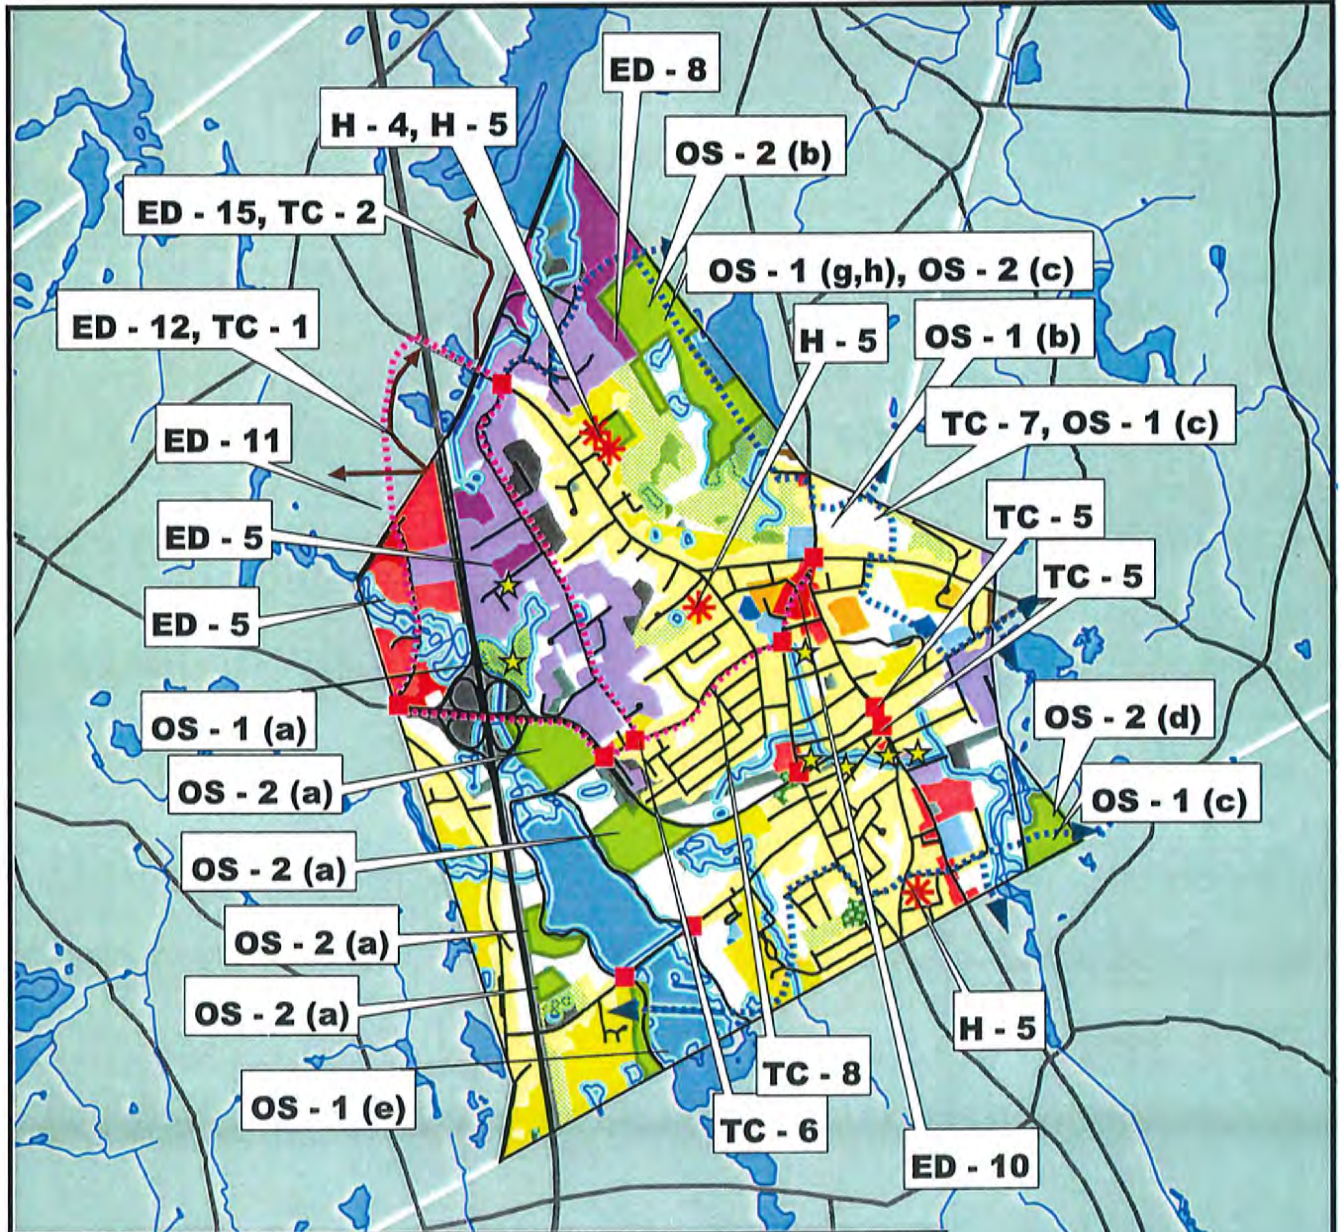 ED - 8
H - 4, H - 5
OS - 2 (b)
ED - 15, TC - 2
OS - 1 (g,h), OS - 2 (c)
ED - 12, TC - 1
H - 5
OS - 1 (b)
TC - 7, OS - 1 (c)
ED - 11
TC - 5
ED - 5
TC - 5
ED - 5
OS - 1 (a)
OS - 2 (d)
OS - 2 (a)
OS - 1 (c)
OS - 2 (a)
OS - 2 (a)
OS - 2 (a)
H - 5
TC - 8
OS - 1 (e)
TC - 6
ED - 10